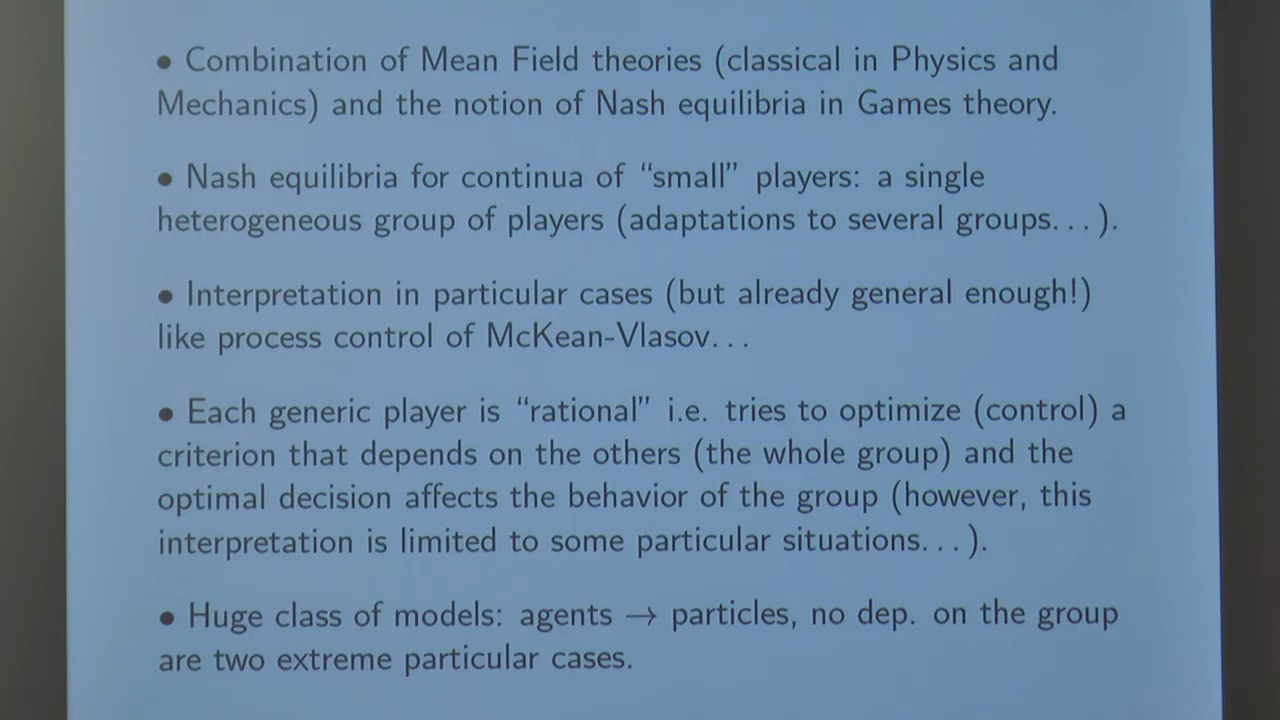 • Combination of Mean Field theories (classical in Physics and
Mechanics) and the notion of Nash equilibria in Games theory.
• Nash equilibria for continua of “small” players: a single
heterogeneous group of players (adaptations to several groups. . . ).
• Interpretation in particular cases (but already general enough!)
like process control of McKean-Vlasov. . .
• Each generic player is “rational” i.e. tries to optimize (control) a
criterion that depends on the others (the whole group) and the
optimal decision affects the behavior of the group (however, this
interpretation is limited to some particular situations. . . ).
• Huge class of models: agents → particles, no dep. on the group
are two extreme particular cases.